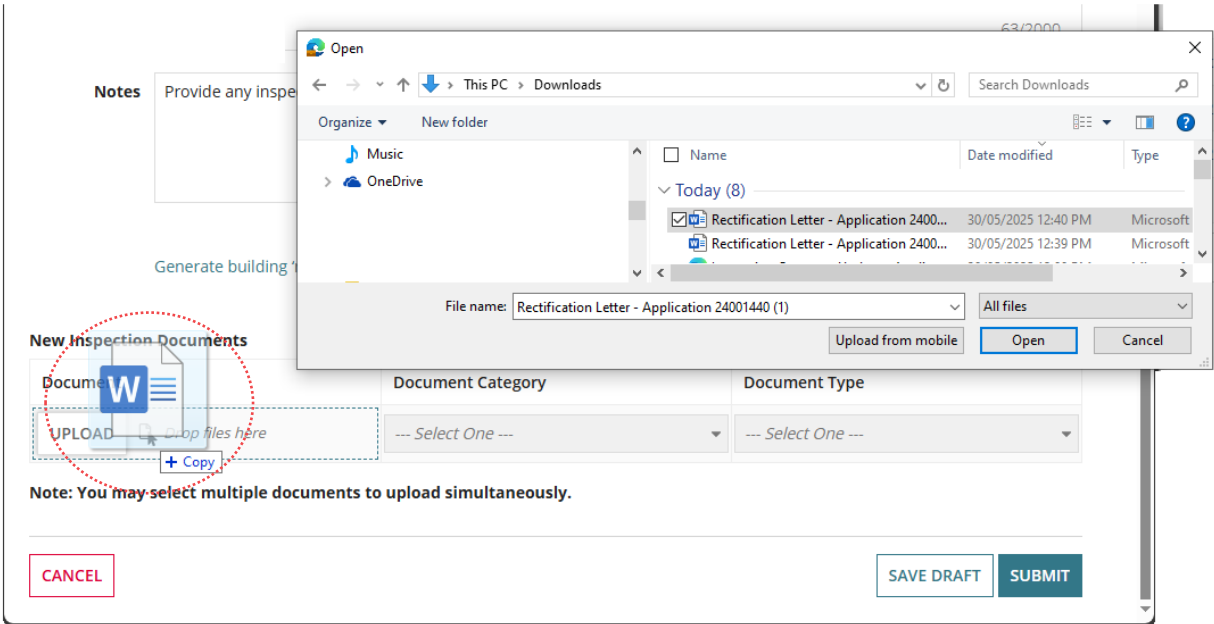 63/2000
Open
This PC > Downloads
Search Downloads
Organize
New folder
Notes
Provide any inspe
Music
OneDrive
Name
Date modified
Type
Today (8)
Rectification Letter - Application 2400... 30/05/2025 12:40 PM Microsoft
Rectification Letter - Application 2400... 30/05/2025 12:39 PM Microsoft
Generate building '
File name: Rectification Letter - Application 24001440 (1)
All files
Upload from mobile
Open
Cancel
New Inspection Documents
Document Category
Document Type
W
UPLOAD
Drop files here
--- Select One ---
--- Select One ---
+ Copy
Note: You may select multiple documents to upload simultaneously.
CANCEL
SAVE DRAFT
SUBMIT